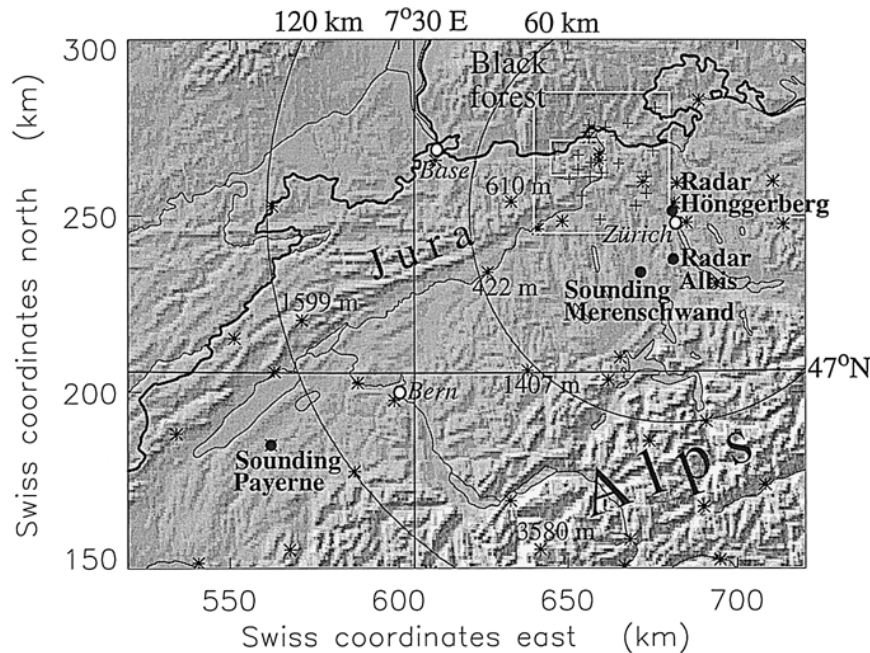 120 km 7°30 E 60 km
300
Black
forest
Base
610 m
Radar
Hönggerberg
250
Zürich
Jura
Radar
Albis
422 m
Sounding
Merenschwand
1599 m
47°N
200
1407 m
Bern
Sounding
Payerne
Alps
3580 m
150
550 600 650 700
Swiss coordinates east (km)
Swiss coordinates north (km)